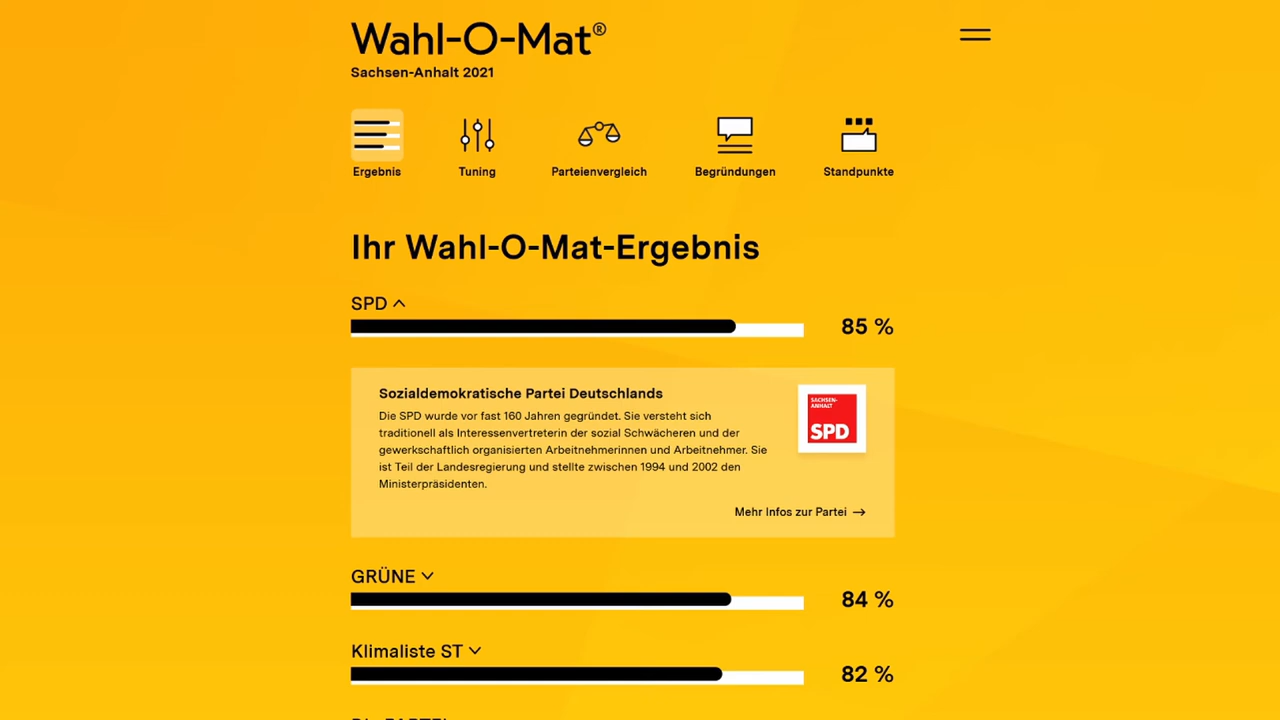 Wahl-O-Mat®
Sachsen-Anhalt 2021
Ergebnis
Tuning
Parteienvergleich
Begründungen
Standpunkte
Ihr Wahl-O-Mat-Ergebnis
SPD
85 %
Sozialdemokratische Partei Deutschlands
Die SPD wurde vor fast 160 Jahren gegründet. Sie versteht sich
traditionell als Interessenvertreterin der sozial Schwächeren und der
gewerkschaftlich organisierten Arbeitnehmerinnen und Arbeitnehmer. Sie
ist Teil der Landesregierung und stellte zwischen 1994 und 2002 den
Ministerpräsidenten.
SACHSEN-
ANHALT
SPD
Mehr Infos zur Partei →
GRÜNE
84 %
Klimaliste ST
82 %